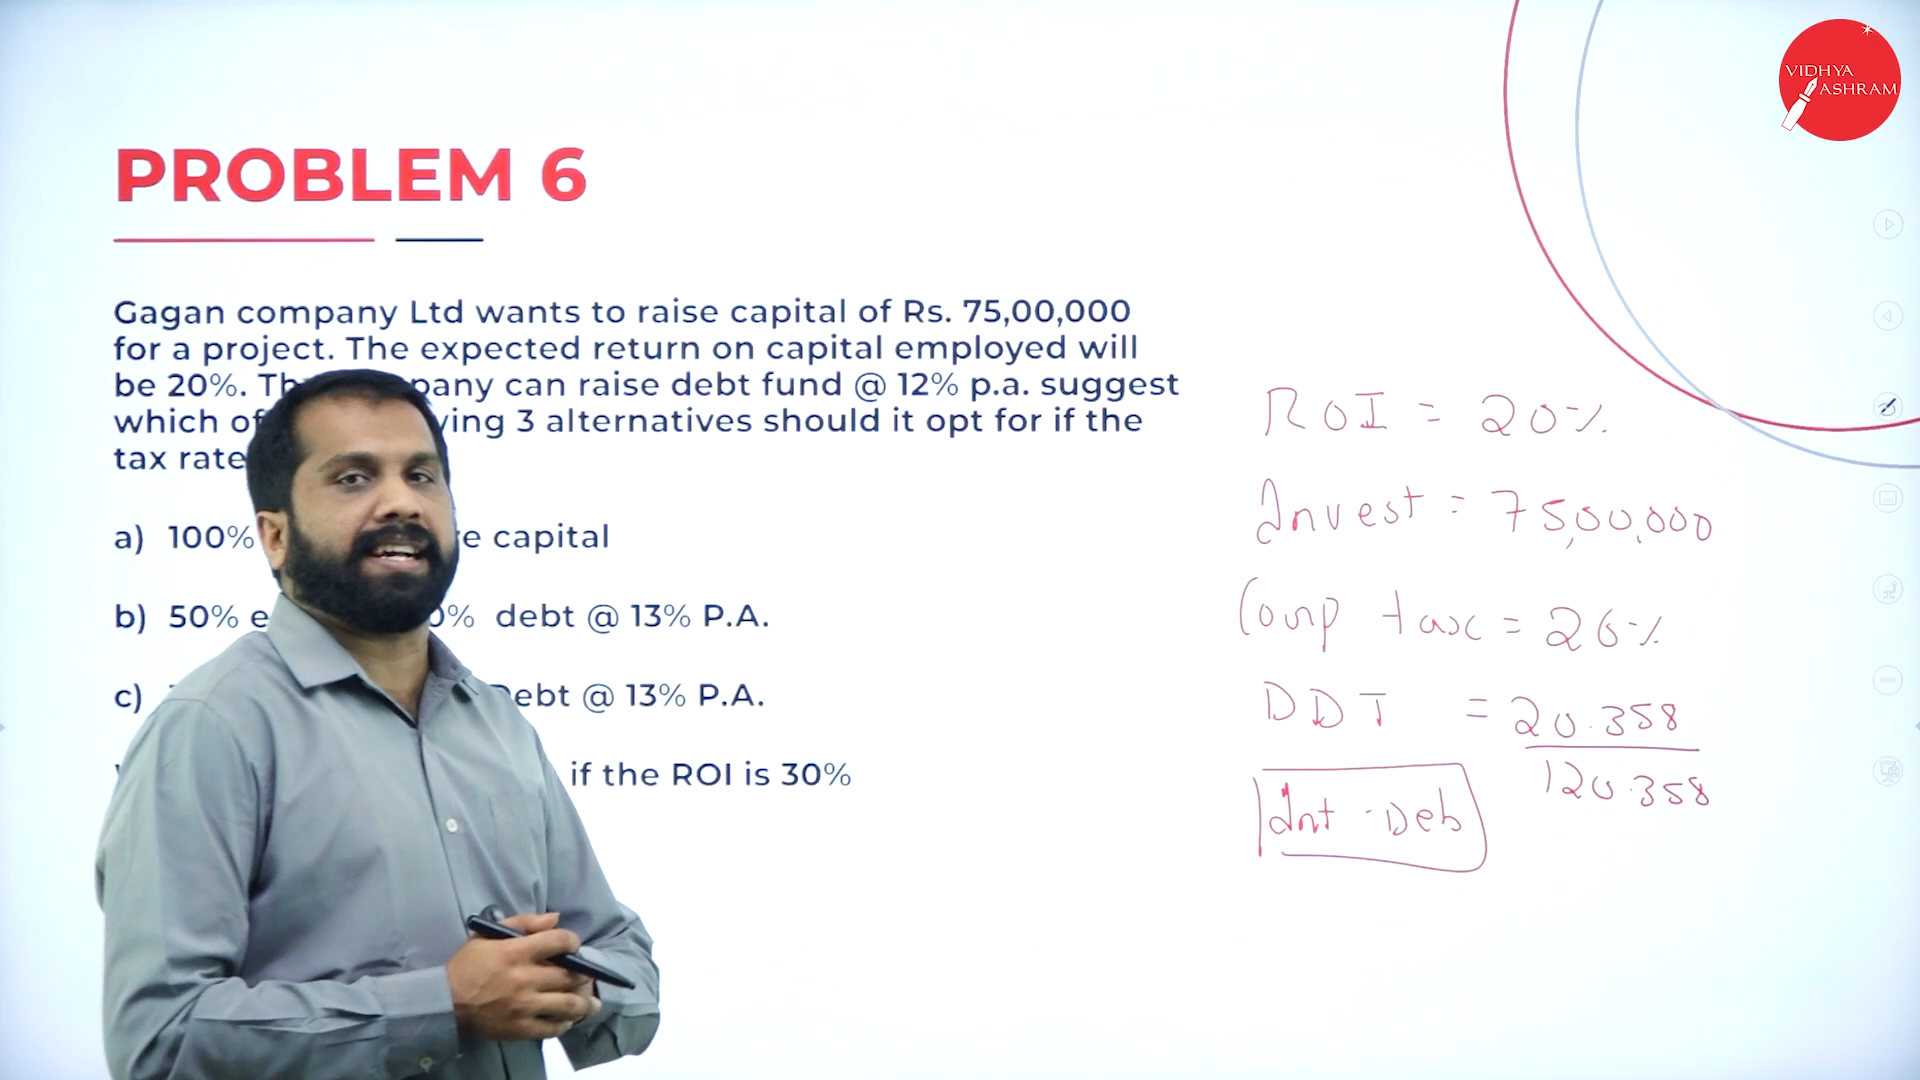 VIDHYA
ASHRAM
PROBLEM 6
Gagan company Ltd wants to raise capital of Rs. 75,00,000
for a project. The expected return on capital employed will
be 20%. pany can raise debt fund @ 12% p.a. suggest
which of ing 3 alternatives should it opt for if the
tax rate
a) 100% e capital
b) 50% e 0% debt @ 13% P.A.
c) ebt @ 13% P.A.
if the ROI is 30%
ROI = 20%
Invest = 75,00,000
Comp tax = 26%
DDT = 20.358
120.358
Int - Deb